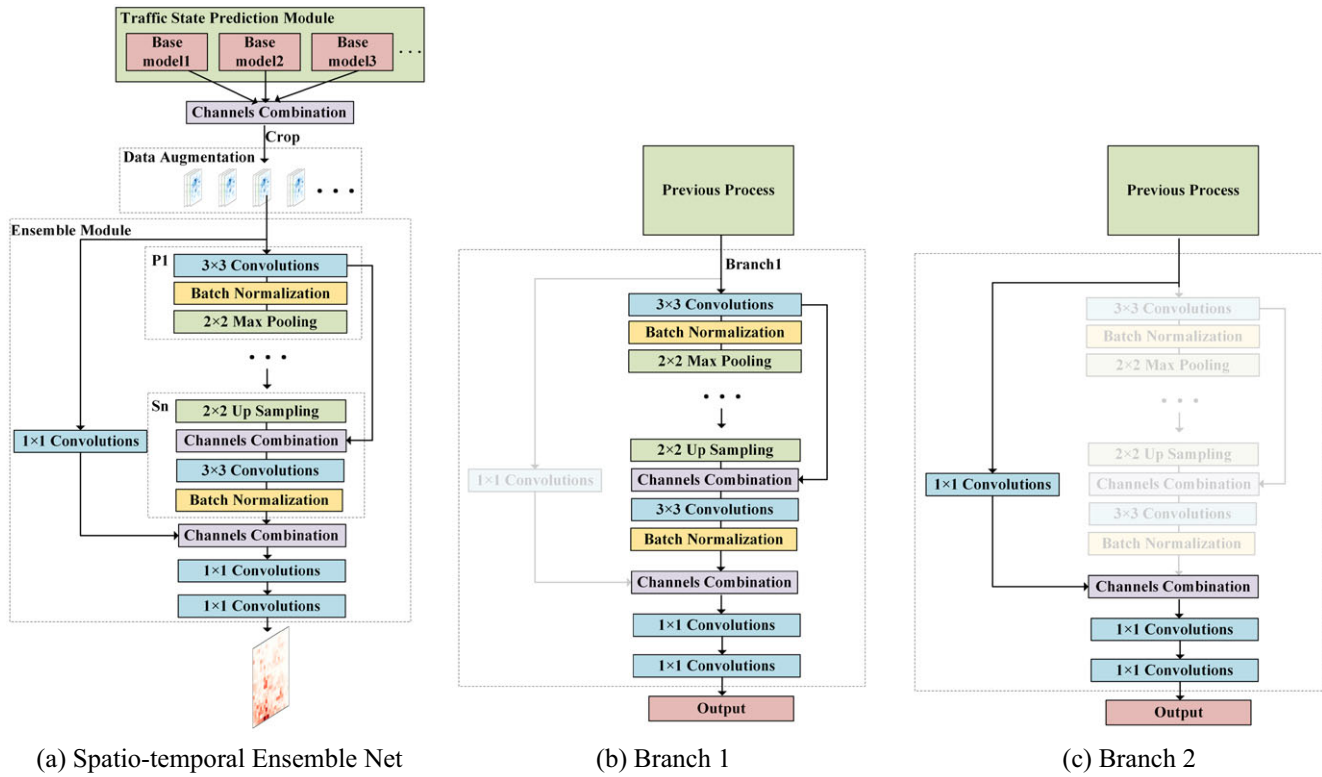 Traffic State Prediction Module
Base
model1
Base
model2
Base
model3
...
Channels Combination
Crop
Data Augmentation
...
Ensemble Module
P1
3×3 Convolutions
Batch Normalization
2×2 Max Pooling
...
Sn
2×2 Up Sampling
1×1 Convolutions
Channels Combination
3×3 Convolutions
Batch Normalization
Channels Combination
1×1 Convolutions
1×1 Convolutions
(a) Spatio-temporal Ensemble Net
Previous Process
Branch1
3×3 Convolutions
Batch Normalization
2×2 Max Pooling
...
2×2 Up Sampling
1×1 Convolutions
Channels Combination
3×3 Convolutions
Batch Normalization
Channels Combination
1×1 Convolutions
1×1 Convolutions
Output
(b) Branch 1
Previous Process
3×3 Convolutions
Batch Normalization
2×2 Max Pooling
...
2×2 Up Sampling
1×1 Convolutions
Channels Combination
3×3 Convolutions
Batch Normalization
Channels Combination
1×1 Convolutions
1×1 Convolutions
Output
(c) Branch 2